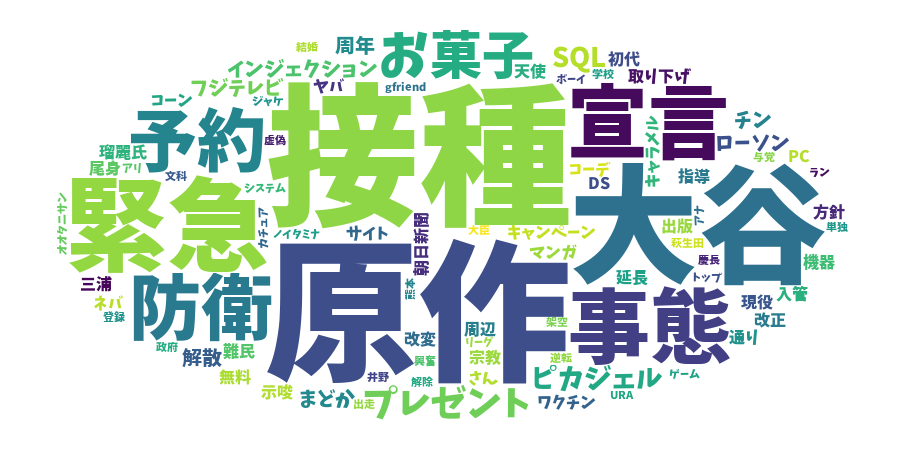 結婚
周年
お菓子
SQL
初代
インジェクション
天使
ボーイ
学校
取り下げ
フジテレビ
ヤバ
gfriend
コーン
ジャケ
接種
宣言
予約
虚偽
キャラメル
チン
ローソン
瑠麗氏
尾身
アリ
文科
与党
PC
コーデ
DS
指導
ラン
緊急
システム
大谷
オオタニサン
カチュア
ノイタミナ
サイト
朝日新聞
大臣
キャンペーン
出版
アナ
方針
単独
原作
マンガ
萩生田
慶長
機器
三浦
防衛
熊本
延長
トップ
事態
入管
ネパ
登録
現役
改正
政府
解散
難民
改変
周辺
リーグ
架空
通り
興奮
宗教
逆転
無料
井野
解除
さん
ピカジェル
ゲーム
示唆
まどか
出走
プレゼント
ワクチン
URA